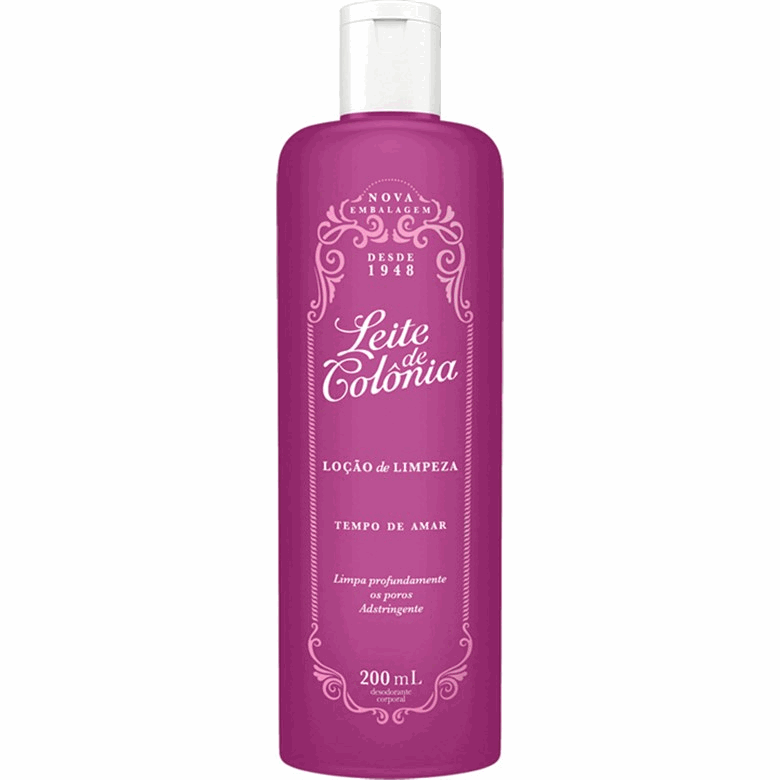 NOVA
EMBALAGEM
DESDE
1948
Leite
de
Colônia
LOÇÃO de LIMPEZA
TEMPO DE AMAR
Limpa profundamente
os poros
Adstringente
200 mL
desodorante
corporal